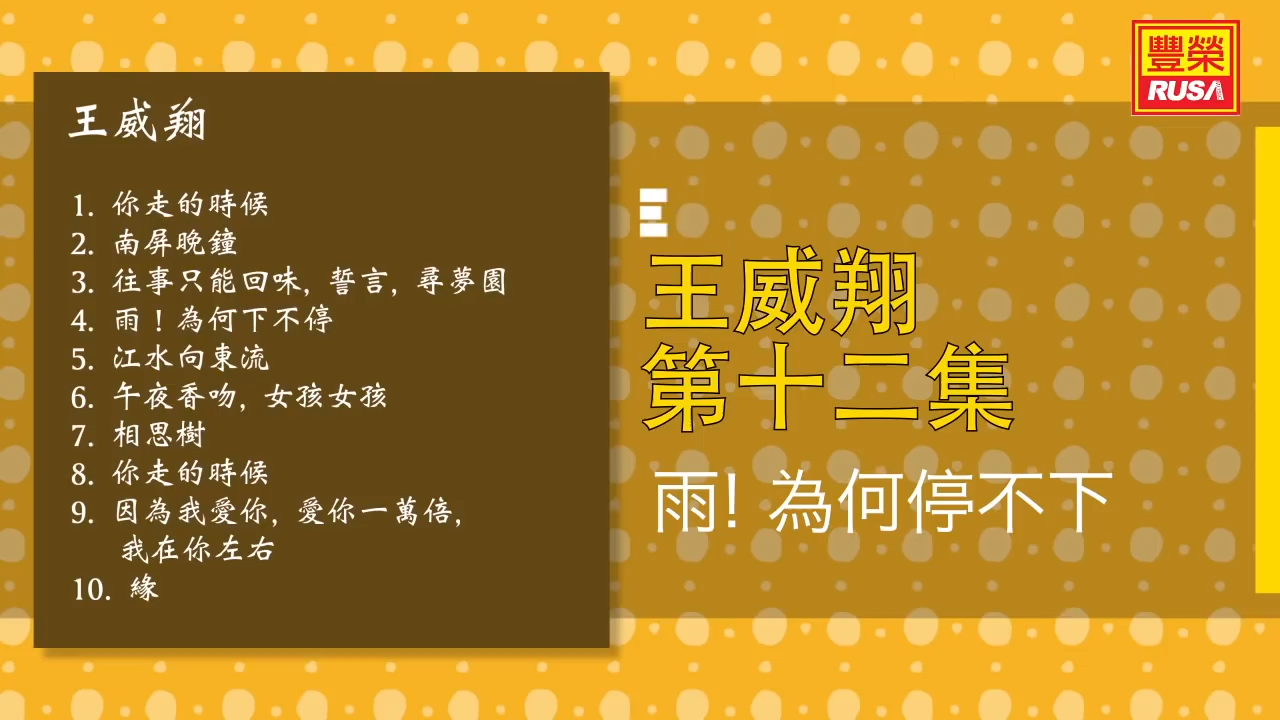 王威翔
1. 你走的時候
2. 南屏晚鐘
3. 往事只能回味, 誓言, 尋夢園
4. 雨！為何下不停
5. 江水向東流
6. 午夜香吻, 女孩女孩
7. 相思樹
8. 你走的時候
9. 因為我愛你, 愛你一萬倍,
我在你左右
10. 緣
豐榮
RUSA
王威翔
第十二集
雨! 為何停不下